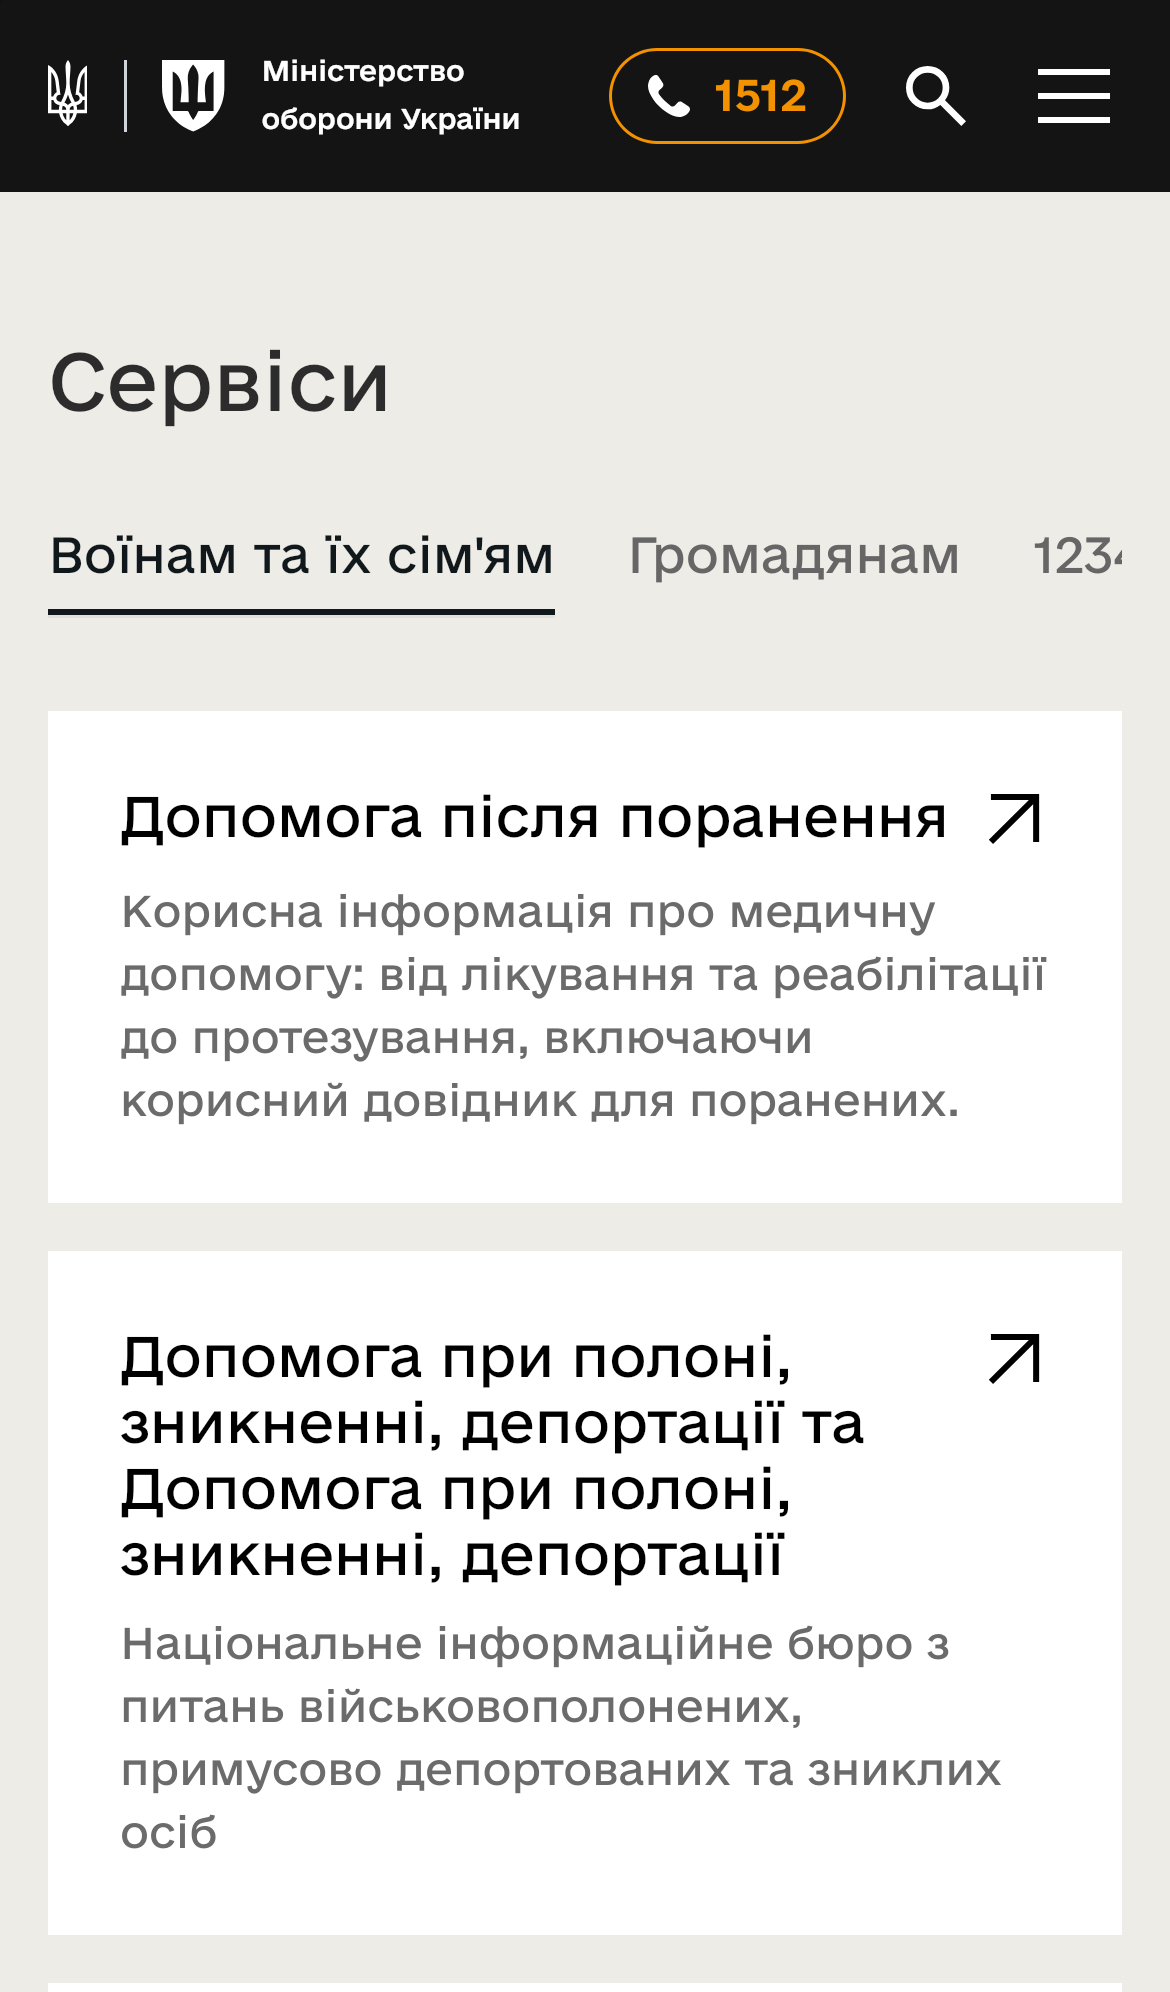 Міністерство
оборони України
1512
Сервіси
Воїнам та їх сім'ям Громадянам 1234
Допомога після поранення
Корисна інформація про медичну
допомогу: від лікування та реабілітації
до протезування, включаючи
корисний довідник для поранених.
Допомога при полоні,
зникненні, депортації та
Допомога при полоні,
зникненні, депортації
Національне інформаційне бюро з
питань військовополонених,
примусово депортованих та зниклих
осіб